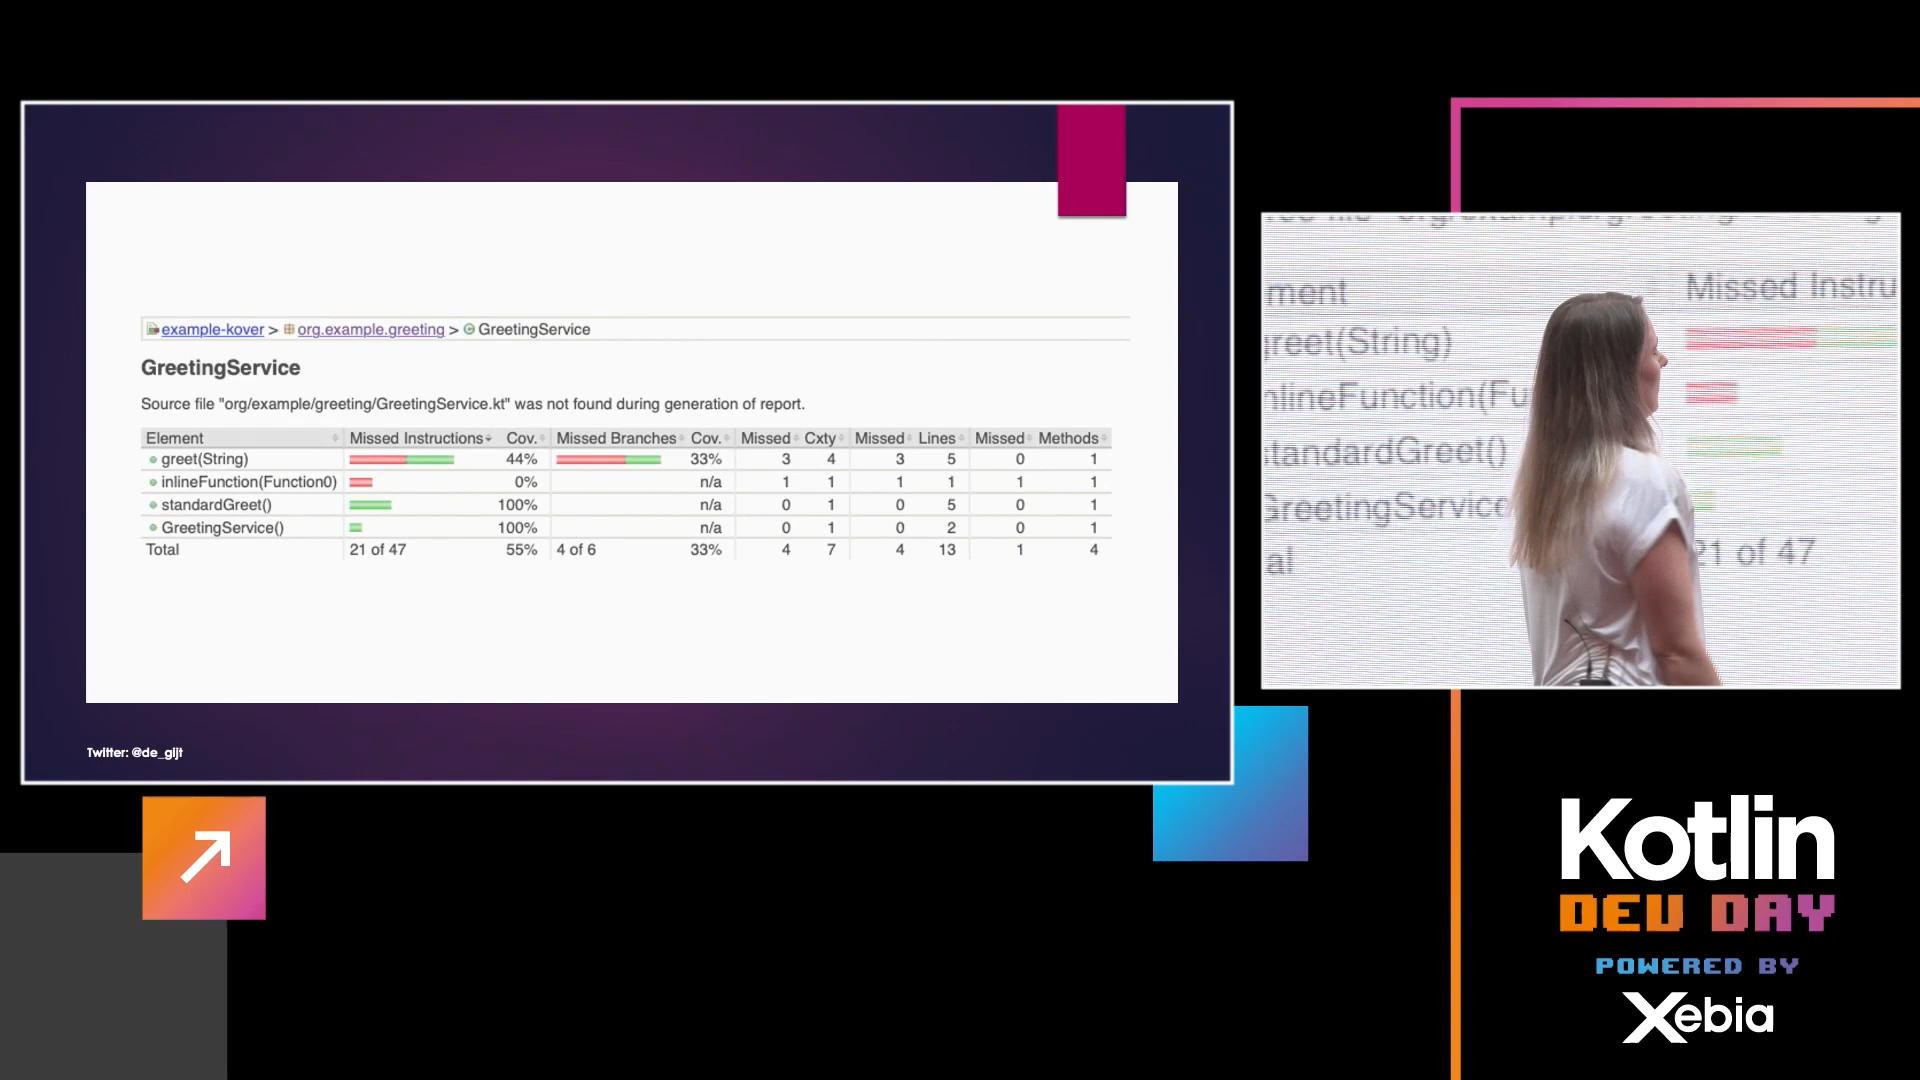 example-kover > org.example.greeting > GreetingService
GreetingService
Source file "org/example/greeting/GreetingService.kt" was not found during generation of report.
Element Missed Instructions Cov. Missed Branches Cov. Missed Cxty Missed Lines Missed Methods
greet(String) 44% 33% 3 4 3 5 0 1
inlineFunction(Function0) 0% n/a 1 1 1 1 1 1
standardGreet() 100% n/a 0 1 0 5 0 1
GreetingService() 100% n/a 0 1 0 2 0 1
Total 21 of 47 55% 4 of 6 33% 4 7 4 13 1 4
Twitter: @de_gijt
ment Missed Instru
greet(String)
nlineFunction(Fu
standardGreet()
GreetingService
al 21 of 47
Kotlin
DEV DAY
POWERED BY
Xebia